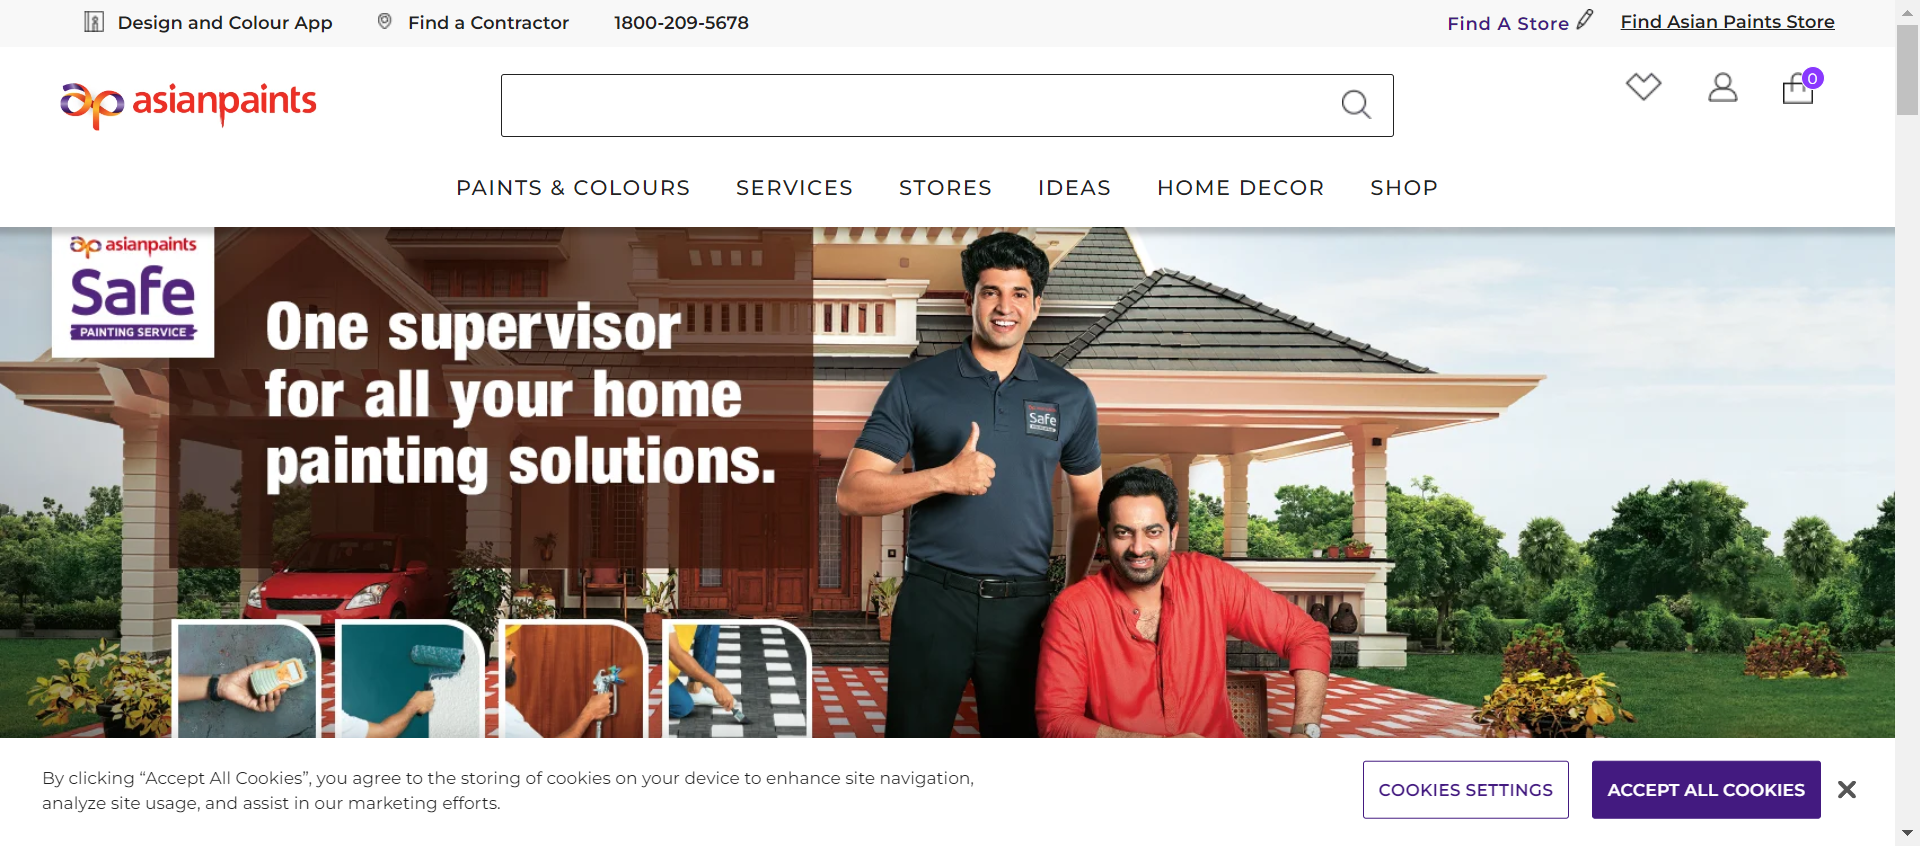 Design and Colour App
Find a Contractor
1800-209-5678
Find A Store
Find Asian Paints Store
asianpaints
0
PAINTS & COLOURS
SERVICES
STORES
IDEAS
HOME DECOR
SHOP
asianpaints
Safe
PAINTING SERVICE
One supervisor
for all your home
painting solutions.
Safe
By clicking “Accept All Cookies”, you agree to the storing of cookies on your device to enhance site navigation,
analyze site usage, and assist in our marketing efforts.
COOKIES SETTINGS
ACCEPT ALL COOKIES